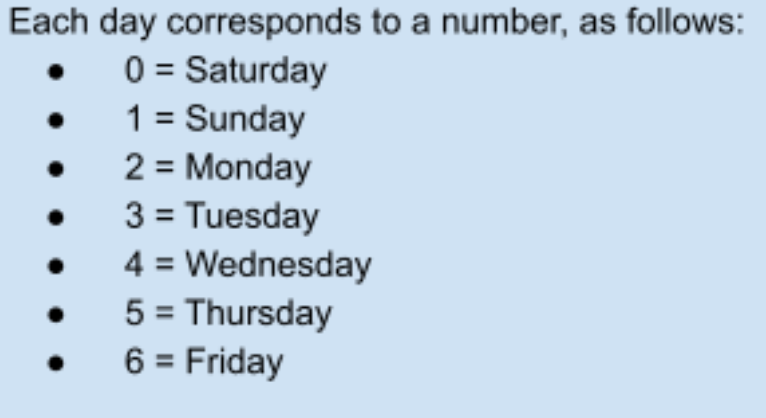 Each day corresponds to a number, as follows:
● 0 = Saturday
● 1 = Sunday
● 2 = Monday
● 3 = Tuesday
● 4 = Wednesday
● 5 = Thursday
● 6 = Friday